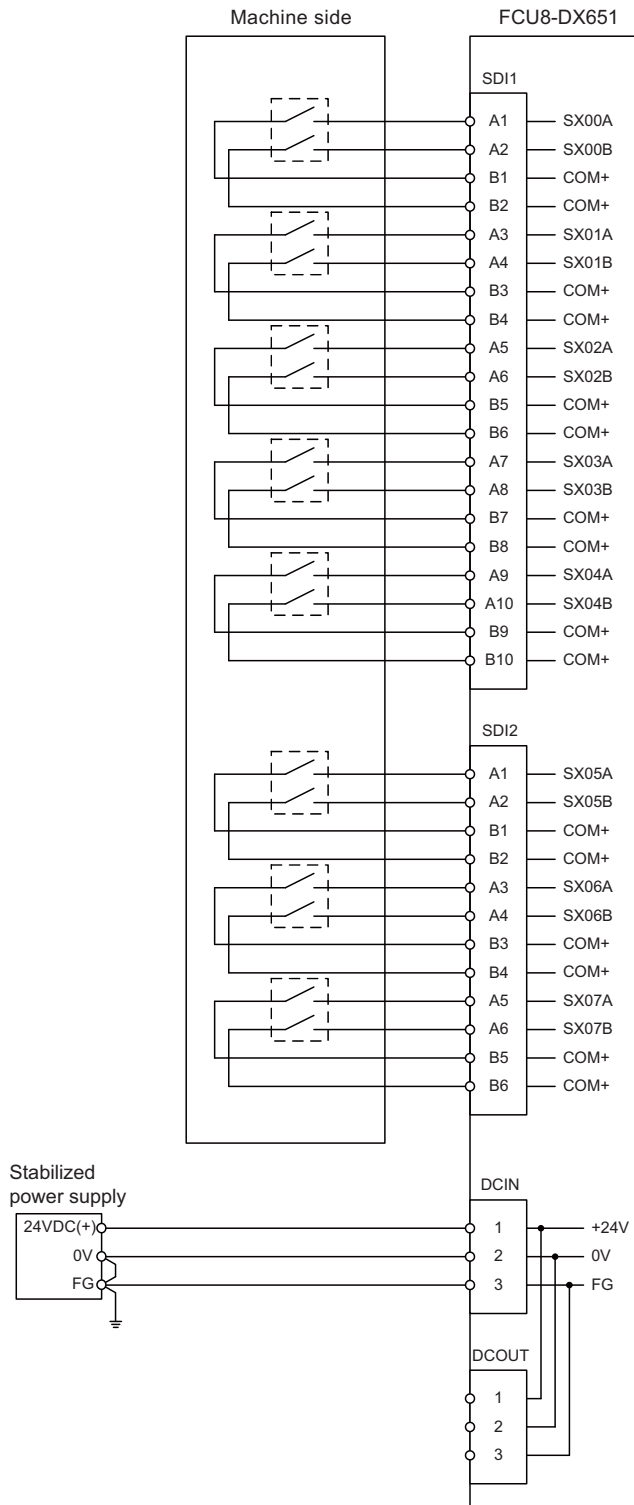 Machine side FCU8-DX651
SDI1
A1 SX00A
A2 SX00B
B1 COM+
B2 COM+
A3 SX01A
A4 SX01B
B3 COM+
B4 COM+
A5 SX02A
A6 SX02B
B5 COM+
B6 COM+
A7 SX03A
A8 SX03B
B7 COM+
B8 COM+
A9 SX04A
A10 SX04B
B9 COM+
B10 COM+
SDI2
A1 SX05A
A2 SX05B
B1 COM+
B2 COM+
A3 SX06A
A4 SX06B
B3 COM+
B4 COM+
A5 SX07A
A6 SX07B
B5 COM+
B6 COM+
Stabilized
power supply
DCIN
24VDC(+) 1 +24V
0V 2 0V
FG 3 FG
DCOUT
1
2
3